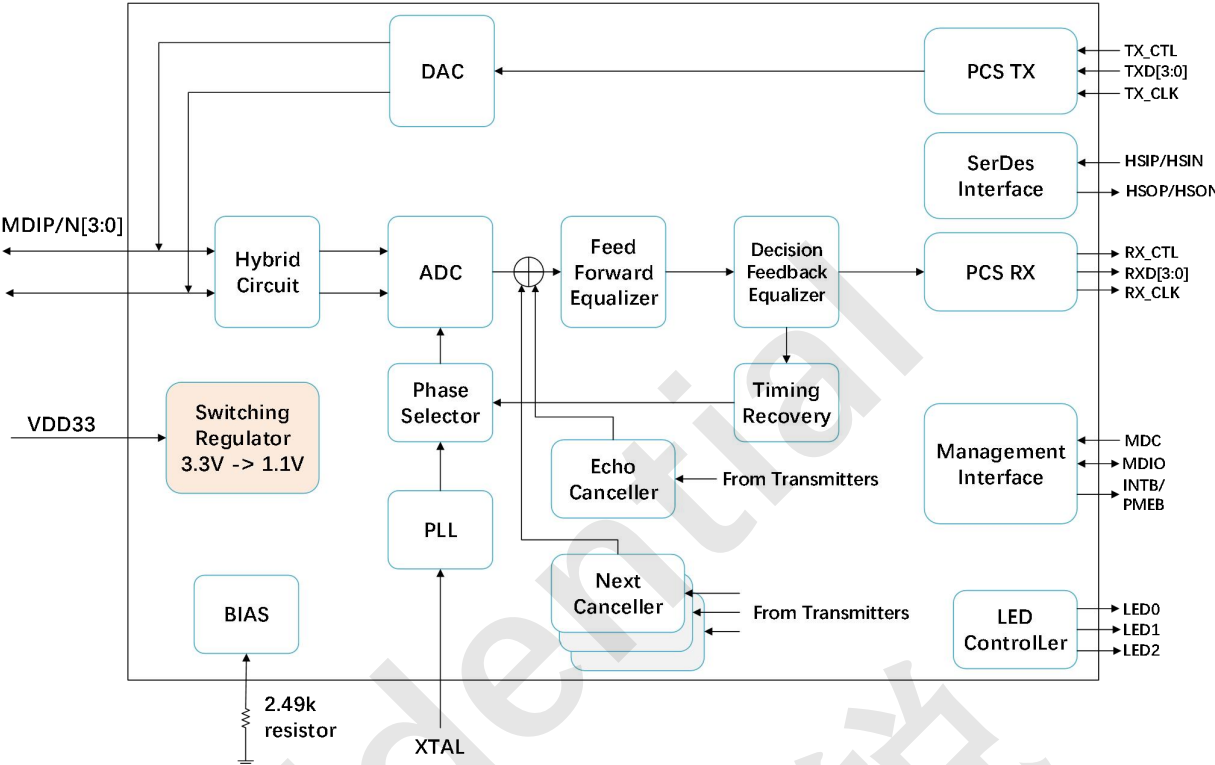 DAC
PCS TX
TX_CTL
TXD[3:0]
TX_CLK
SerDes
Interface
HSIP/HSIN
HSOP/HSON
MDIP/N[3:0]
Hybrid
Circuit
ADC
Feed
Forward
Equalizer
Decision
Feedback
Equalizer
PCS RX
RX_CTL
RXD[3:0]
RX_CLK
VDD33
Switching
Regulator
3.3V -> 1.1V
Phase
Selector
Timing
Recovery
Echo
Canceller
From Transmitters
Management
Interface
MDC
MDIO
INTB/
PMEB
PLL
BIAS
Next
Canceller
From Transmitters
LED
ControlLer
LED0
LED1
LED2
2.49k
resistor
XTAL
dential